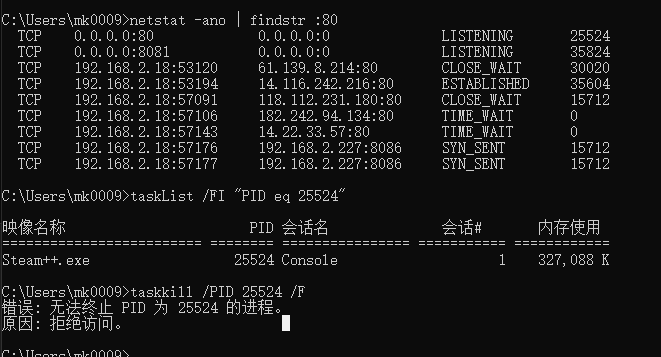 C:\Users\mk0009>netstat -ano | findstr :80
TCP 0.0.0.0:80 0.0.0.0:0 LISTENING 25524
TCP 0.0.0.0:8081 0.0.0.0:0 LISTENING 35824
TCP 192.168.2.18:53120 61.139.8.214:80 CLOSE_WAIT 30020
TCP 192.168.2.18:53194 14.116.242.216:80 ESTABLISHED 35604
TCP 192.168.2.18:57091 118.112.231.180:80 CLOSE_WAIT 15712
TCP 192.168.2.18:57106 182.242.94.134:80 TIME_WAIT 0
TCP 192.168.2.18:57143 14.22.33.57:80 TIME_WAIT 0
TCP 192.168.2.18:57176 192.168.2.227:8086 SYN_SENT 15712
TCP 192.168.2.18:57177 192.168.2.227:8086 SYN_SENT 15712
C:\Users\mk0009>taskList /FI "PID eq 25524"
映像名称 PID 会话名 会话# 内存使用
========================= ======== ================ =========== ============
Steam++.exe 25524 Console 1 327,088 K
C:\Users\mk0009>taskkill /PID 25524 /F
错误: 无法终止 PID 为 25524 的进程。
原因: 拒绝访问。
C:\Users\mk0009>